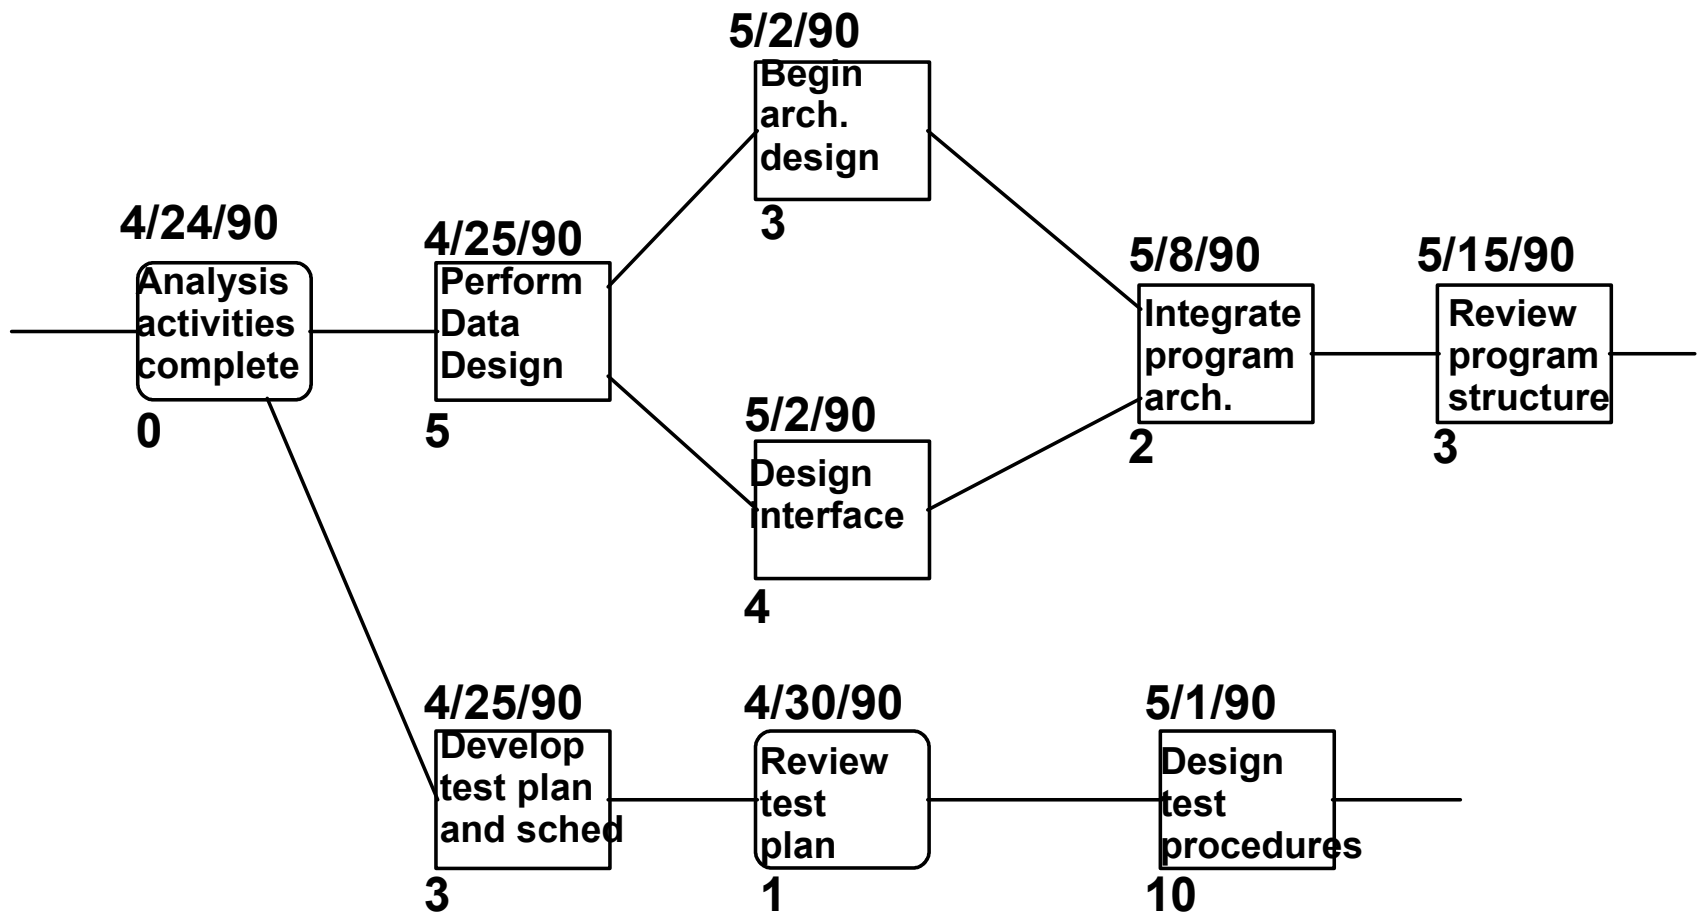 5/2/90
Begin
arch.
design
3
4/24/90
Analysis
activities
complete
0
4/25/90
Perform
Data
Design
5
5/2/90
Design
interface
4
5/8/90
Integrate
program
arch.
2
5/15/90
Review
program
structure
3
4/25/90
Develop
test plan
and sched
3
4/30/90
Review
test
plan
1
5/1/90
Design
test
procedures
10